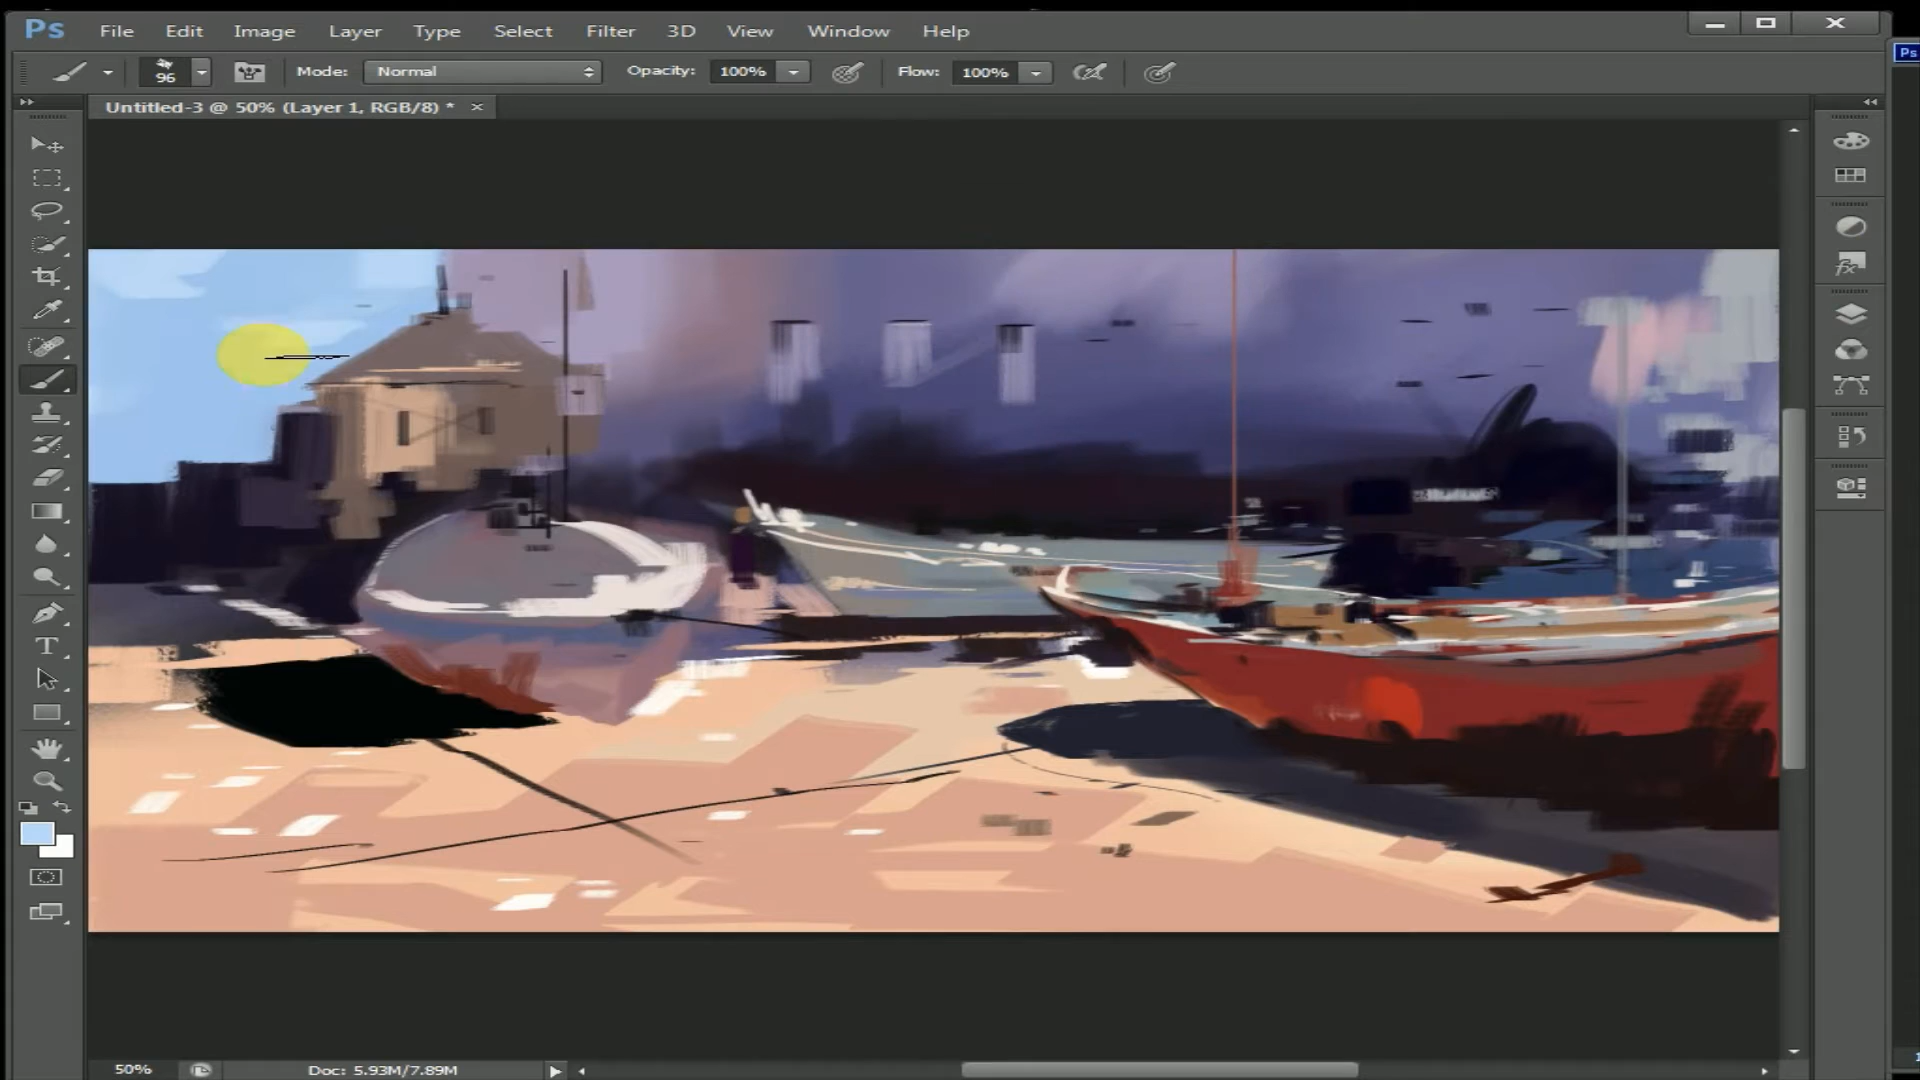 Ps File Edit Image Layer Type Select Filter 3D View Window Help
96 Mode: Normal Opacity: 100% Flow: 100%
Ps
Untitled-3 @ 50% (Layer 1, RGB/8) * ×
50% Doc: 5.93M/7.89M